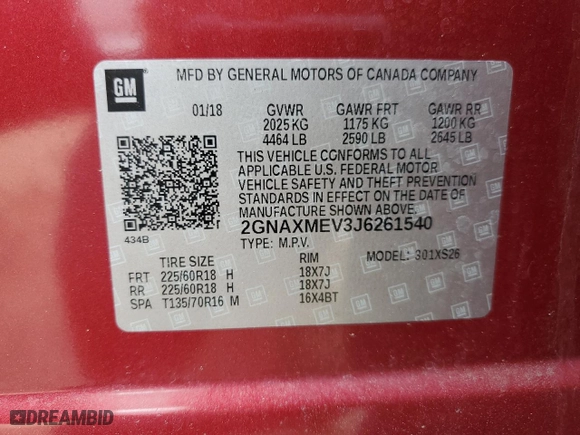 GM
MFD BY GENERAL MOTORS OF CANADA COMPANY
01/18 GVWR GAWR FRT GAWR RR
2025 KG 1175 KG 1200 KG
4464 LB 2590 LB 2645 LB
THIS VEHICLE CONFORMS TO ALL
APPLICABLE U.S. FEDERAL MOTOR
VEHICLE SAFETY AND THEFT PREVENTION
STANDARDS IN EFFECT ON THE DATE OF
MANUFACTURE SHOWN ABOVE.
434B
2GNAXMEV3J6261540
TYPE: M.P.V. MODEL: 301XS26
TIRE SIZE RIM
FRT 225/60R18 H 18X7J
RR 225/60R18 H 18X7J
SPA T135/70R16 M 16X4BT
DREAMBID